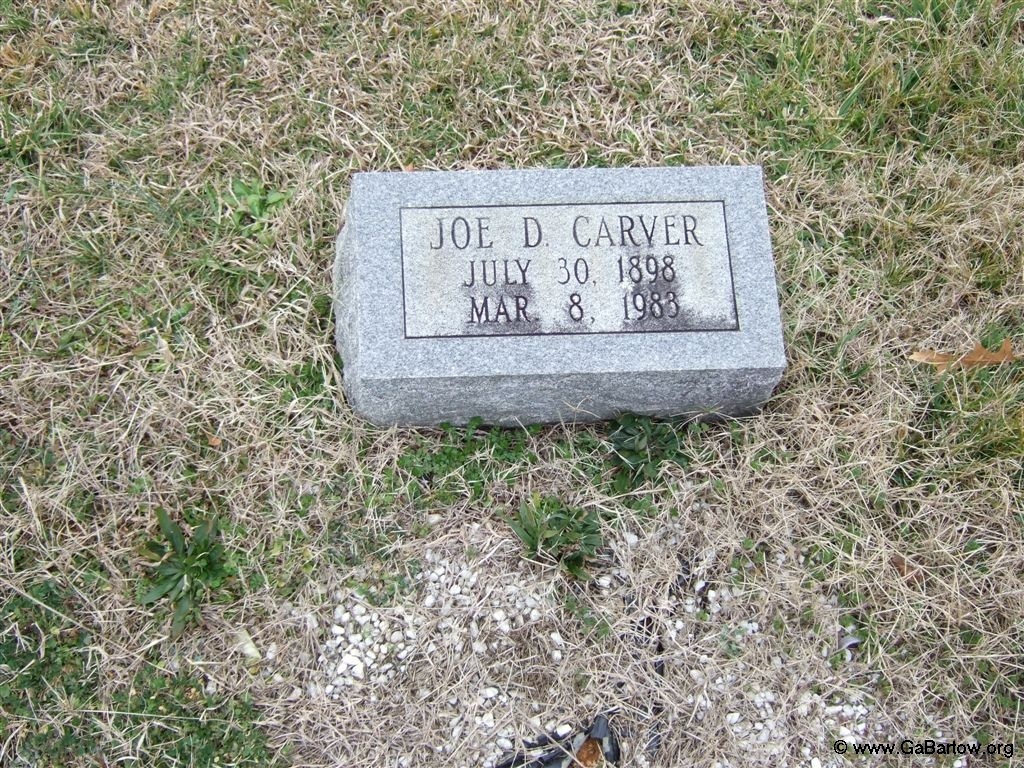 JOE D. CARVER
JULY 30, 1898
MAR. 8, 1983
© www.GaBartow.org